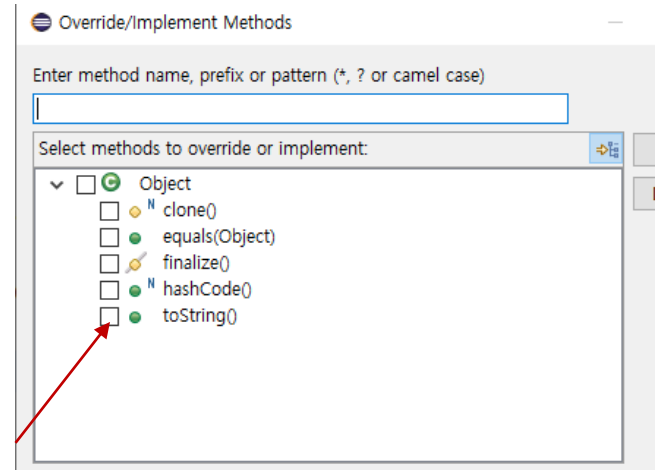 Override/Implement Methods
Enter method name, prefix or pattern (*, ? or camel case)
Select methods to override or implement:
C Object
N clone()
equals(Object)
finalize()
N hashCode()
toString()